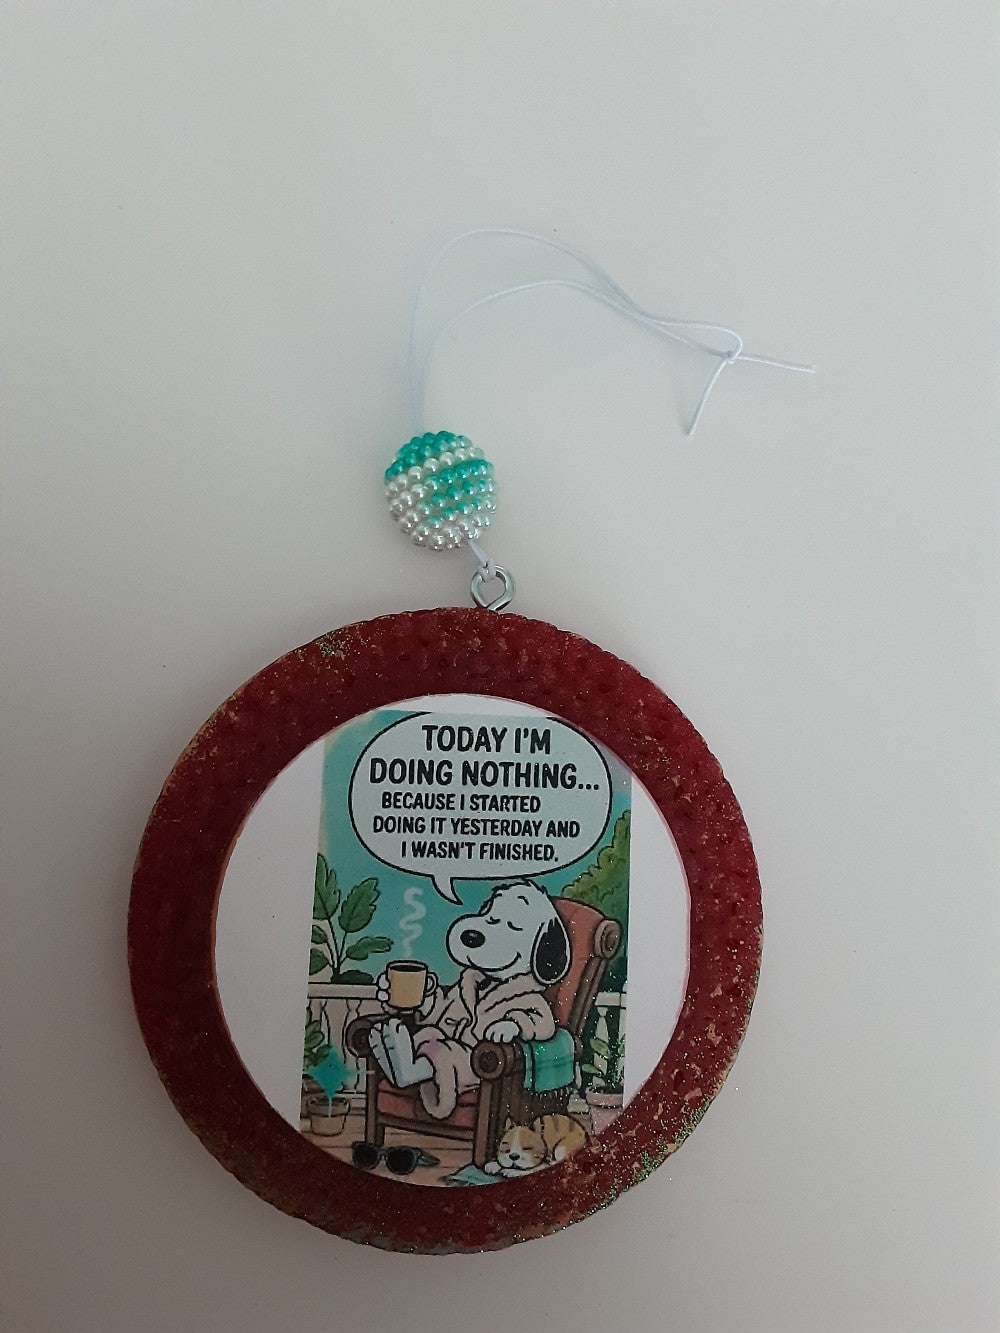 TODAY I'M
DOING NOTHING...
BECAUSE I STARTED
DOING IT YESTERDAY AND
I WASN'T FINISHED.